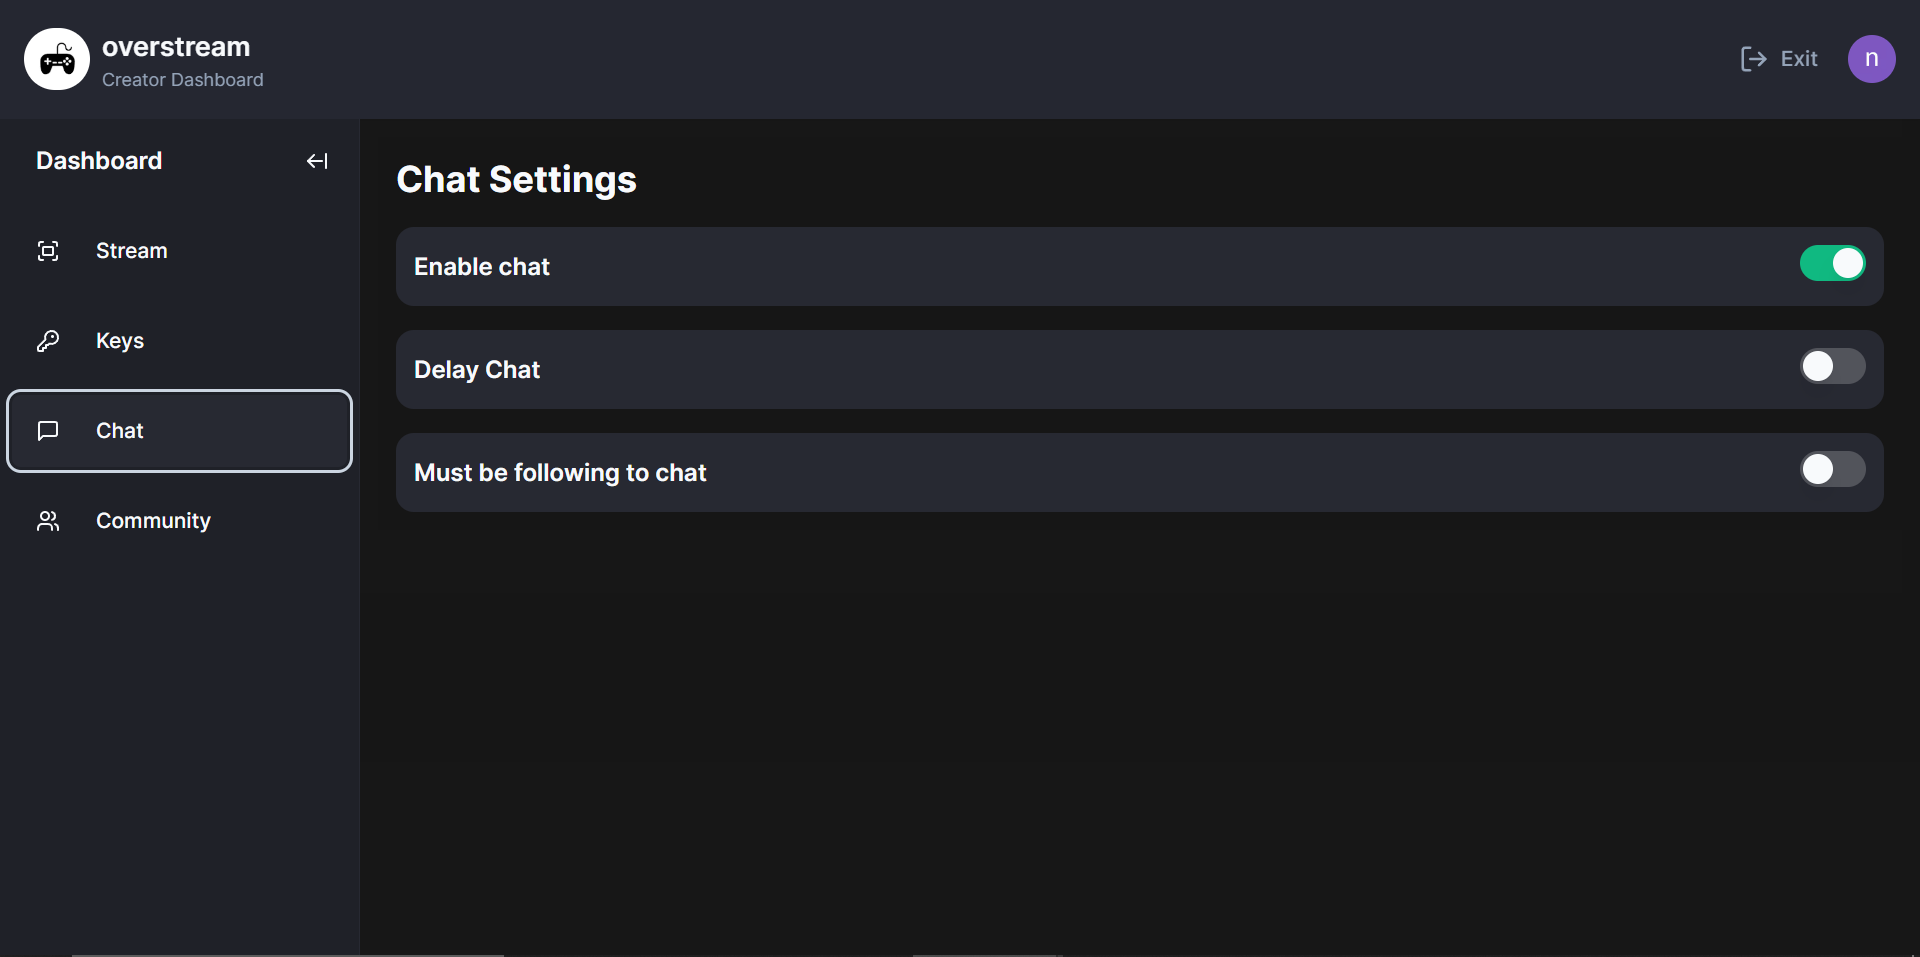 overstream
Creator Dashboard
Exit
n
Dashboard
Stream
Keys
Chat
Community
Chat Settings
Enable chat
Delay Chat
Must be following to chat